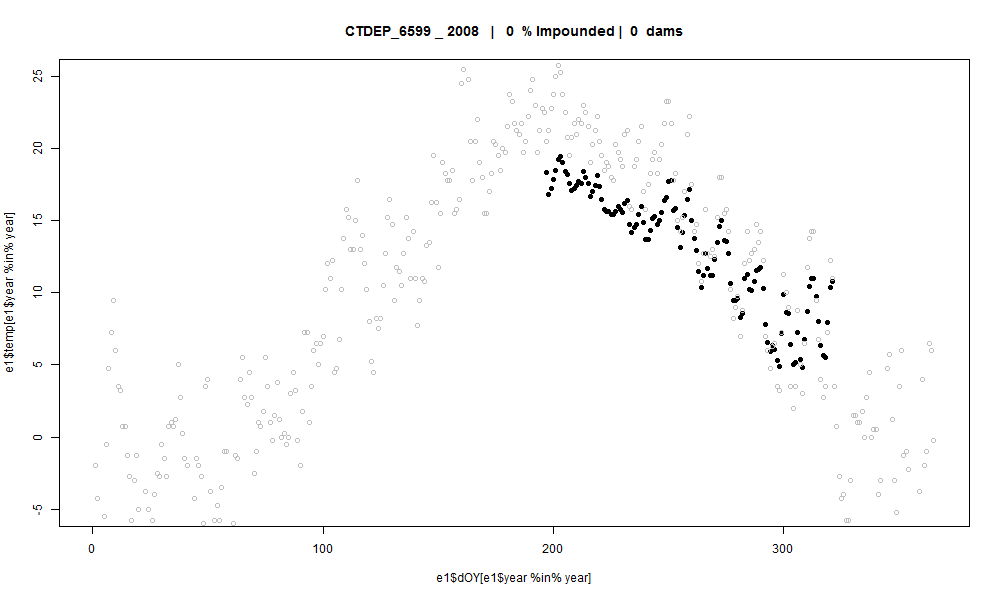 CTDEP_6599 _ 2008 | 0 % Impounded | 0 dams
25
20
15
10
5
0
-5
e1$temp[e1$year %in% year]
0 100 200 300
e1$dOY[e1$year %in% year]